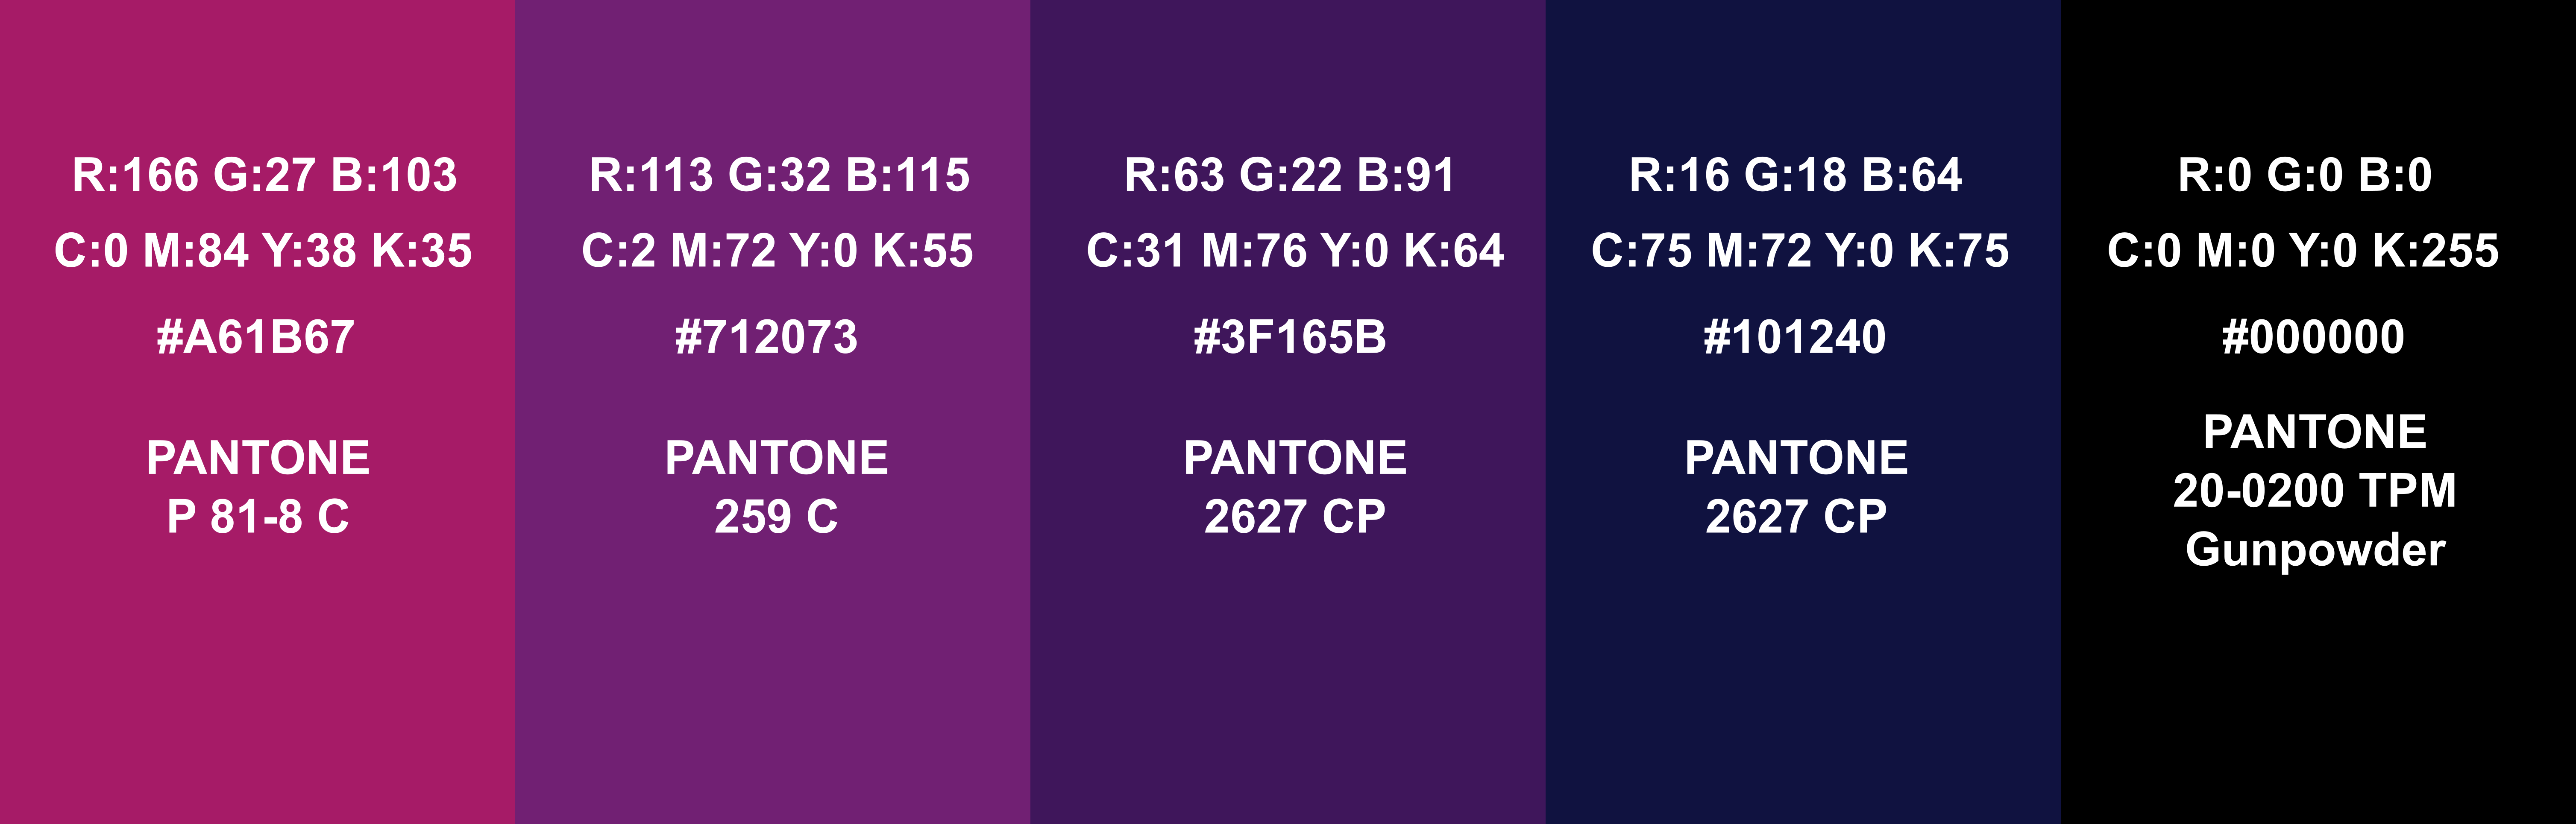 R:166 G:27 B:103
C:0 M:84 Y:38 K:35
#A61B67
PANTONE
P 81-8 C
R:113 G:32 B:115
C:2 M:72 Y:0 K:55
#712073
PANTONE
259 C
R:63 G:22 B:91
C:31 M:76 Y:0 K:64
#3F165B
PANTONE
2627 CP
R:16 G:18 B:64
C:75 M:72 Y:0 K:75
#101240
PANTONE
2627 CP
R:0 G:0 B:0
C:0 M:0 Y:0 K:255
#000000
PANTONE
20-0200 TPM
Gunpowder